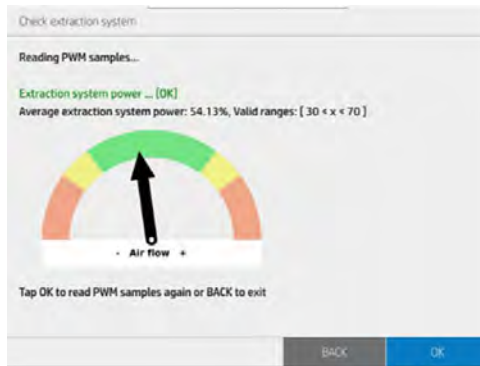 Check extraction system
Reading PWM samples...
Extraction system power ... [OK]
Average extraction system power: 54.13%, Valid ranges: [ 30 < x < 70 ]
- Air flow +
Tap OK to read PWM samples again or BACK to exit
BACK OK